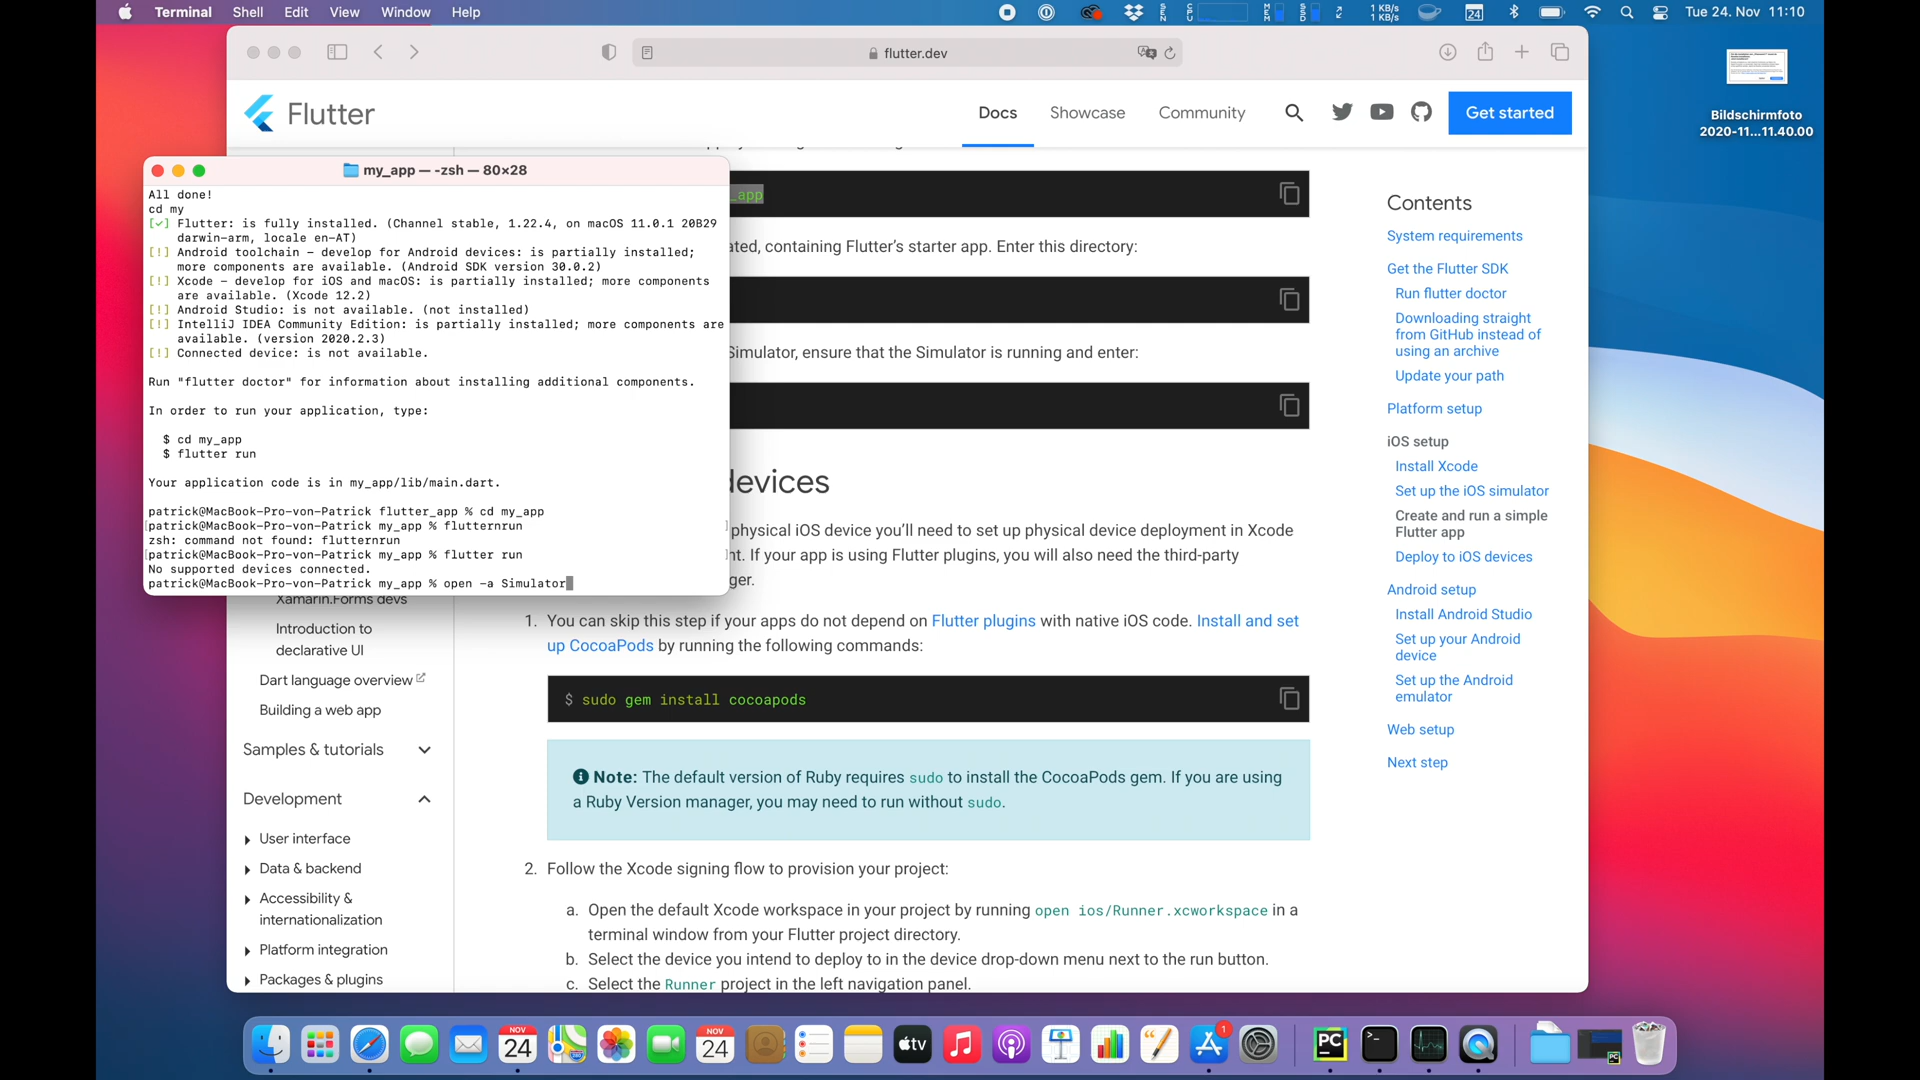 Terminal Shell Edit View Window Help
1 KB/s
1 KB/s
24
Tue 24. Nov 11:10
flutter.dev
Bildschirmfoto
2020-11...11.40.00
Flutter
Docs Showcase Community
Get started
my_app — -zsh — 80×28
All done!
cd my
[✓] Flutter: is fully installed. (Channel stable, 1.22.4, on macOS 11.0.1 20B29
darwin-arm, locale en-AT)
[!] Android toolchain - develop for Android devices: is partially installed;
more components are available. (Android SDK version 30.0.2)
[!] Xcode - develop for iOS and macOS: is partially installed; more components
are available. (Xcode 12.2)
[!] Android Studio: is not available. (not installed)
[!] IntelliJ IDEA Community Edition: is partially installed; more components are
available. (version 2020.2.3)
[!] Connected device: is not available.
Run "flutter doctor" for information about installing additional components.
In order to run your application, type:
$ cd my_app
$ flutter run
Your application code is in my_app/lib/main.dart.
patrick@MacBook-Pro-von-Patrick flutter_app % cd my_app
[patrick@MacBook-Pro-von-Patrick my_app % flutternrun ]
zsh: command not found: flutternrun
[patrick@MacBook-Pro-von-Patrick my_app % flutter run ]
No supported devices connected.
patrick@MacBook-Pro-von-Patrick my_app % open -a Simulator
_app
ated, containing Flutter’s starter app. Enter this directory:
Simulator, ensure that the Simulator is running and enter:
devices
physical iOS device you’ll need to set up physical device deployment in Xcode
nt. If your app is using Flutter plugins, you will also need the third-party
ger.
1. You can skip this step if your apps do not depend on Flutter plugins with native iOS code. Install and set
up CocoaPods by running the following commands:
$ sudo gem install cocoapods
Note: The default version of Ruby requires sudo to install the CocoaPods gem. If you are using
a Ruby Version manager, you may need to run without sudo.
2. Follow the Xcode signing flow to provision your project:
a. Open the default Xcode workspace in your project by running open ios/Runner.xcworkspace in a
terminal window from your Flutter project directory.
b. Select the device you intend to deploy to in the device drop-down menu next to the run button.
c. Select the Runner project in the left navigation panel.
Xamarin.Forms devs
Introduction to
declarative UI
Dart language overview
Building a web app
Samples & tutorials
Development
User interface
Data & backend
Accessibility &
internationalization
Platform integration
Packages & plugins
Contents
System requirements
Get the Flutter SDK
Run flutter doctor
Downloading straight
from GitHub instead of
using an archive
Update your path
Platform setup
iOS setup
Install Xcode
Set up the iOS simulator
Create and run a simple
Flutter app
Deploy to iOS devices
Android setup
Install Android Studio
Set up your Android
device
Set up the Android
emulator
Web setup
Next step
NOV
24
NOV
24
tv
1
PC
PC